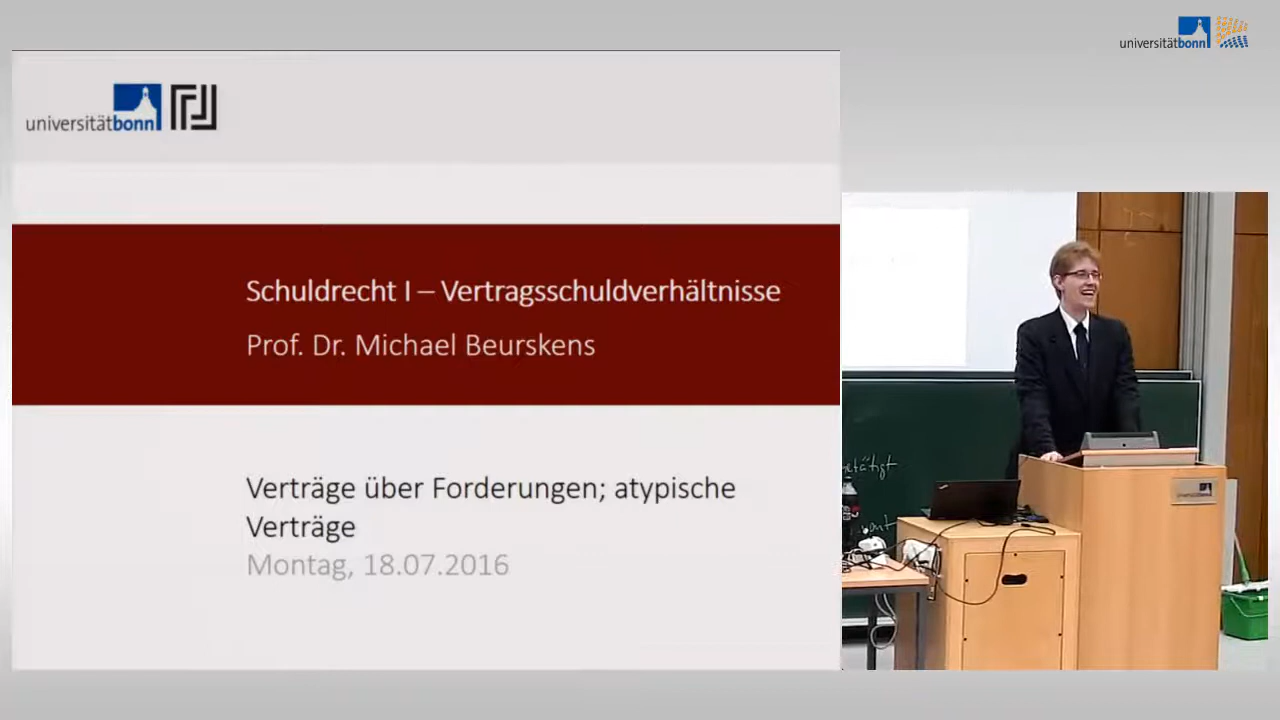 universitätbonn
universitätbonn
Schuldrecht I – Vertragsschuldverhältnisse
Prof. Dr. Michael Beurskens
Verträge über Forderungen; atypische
Verträge
Montag, 18.07.2016